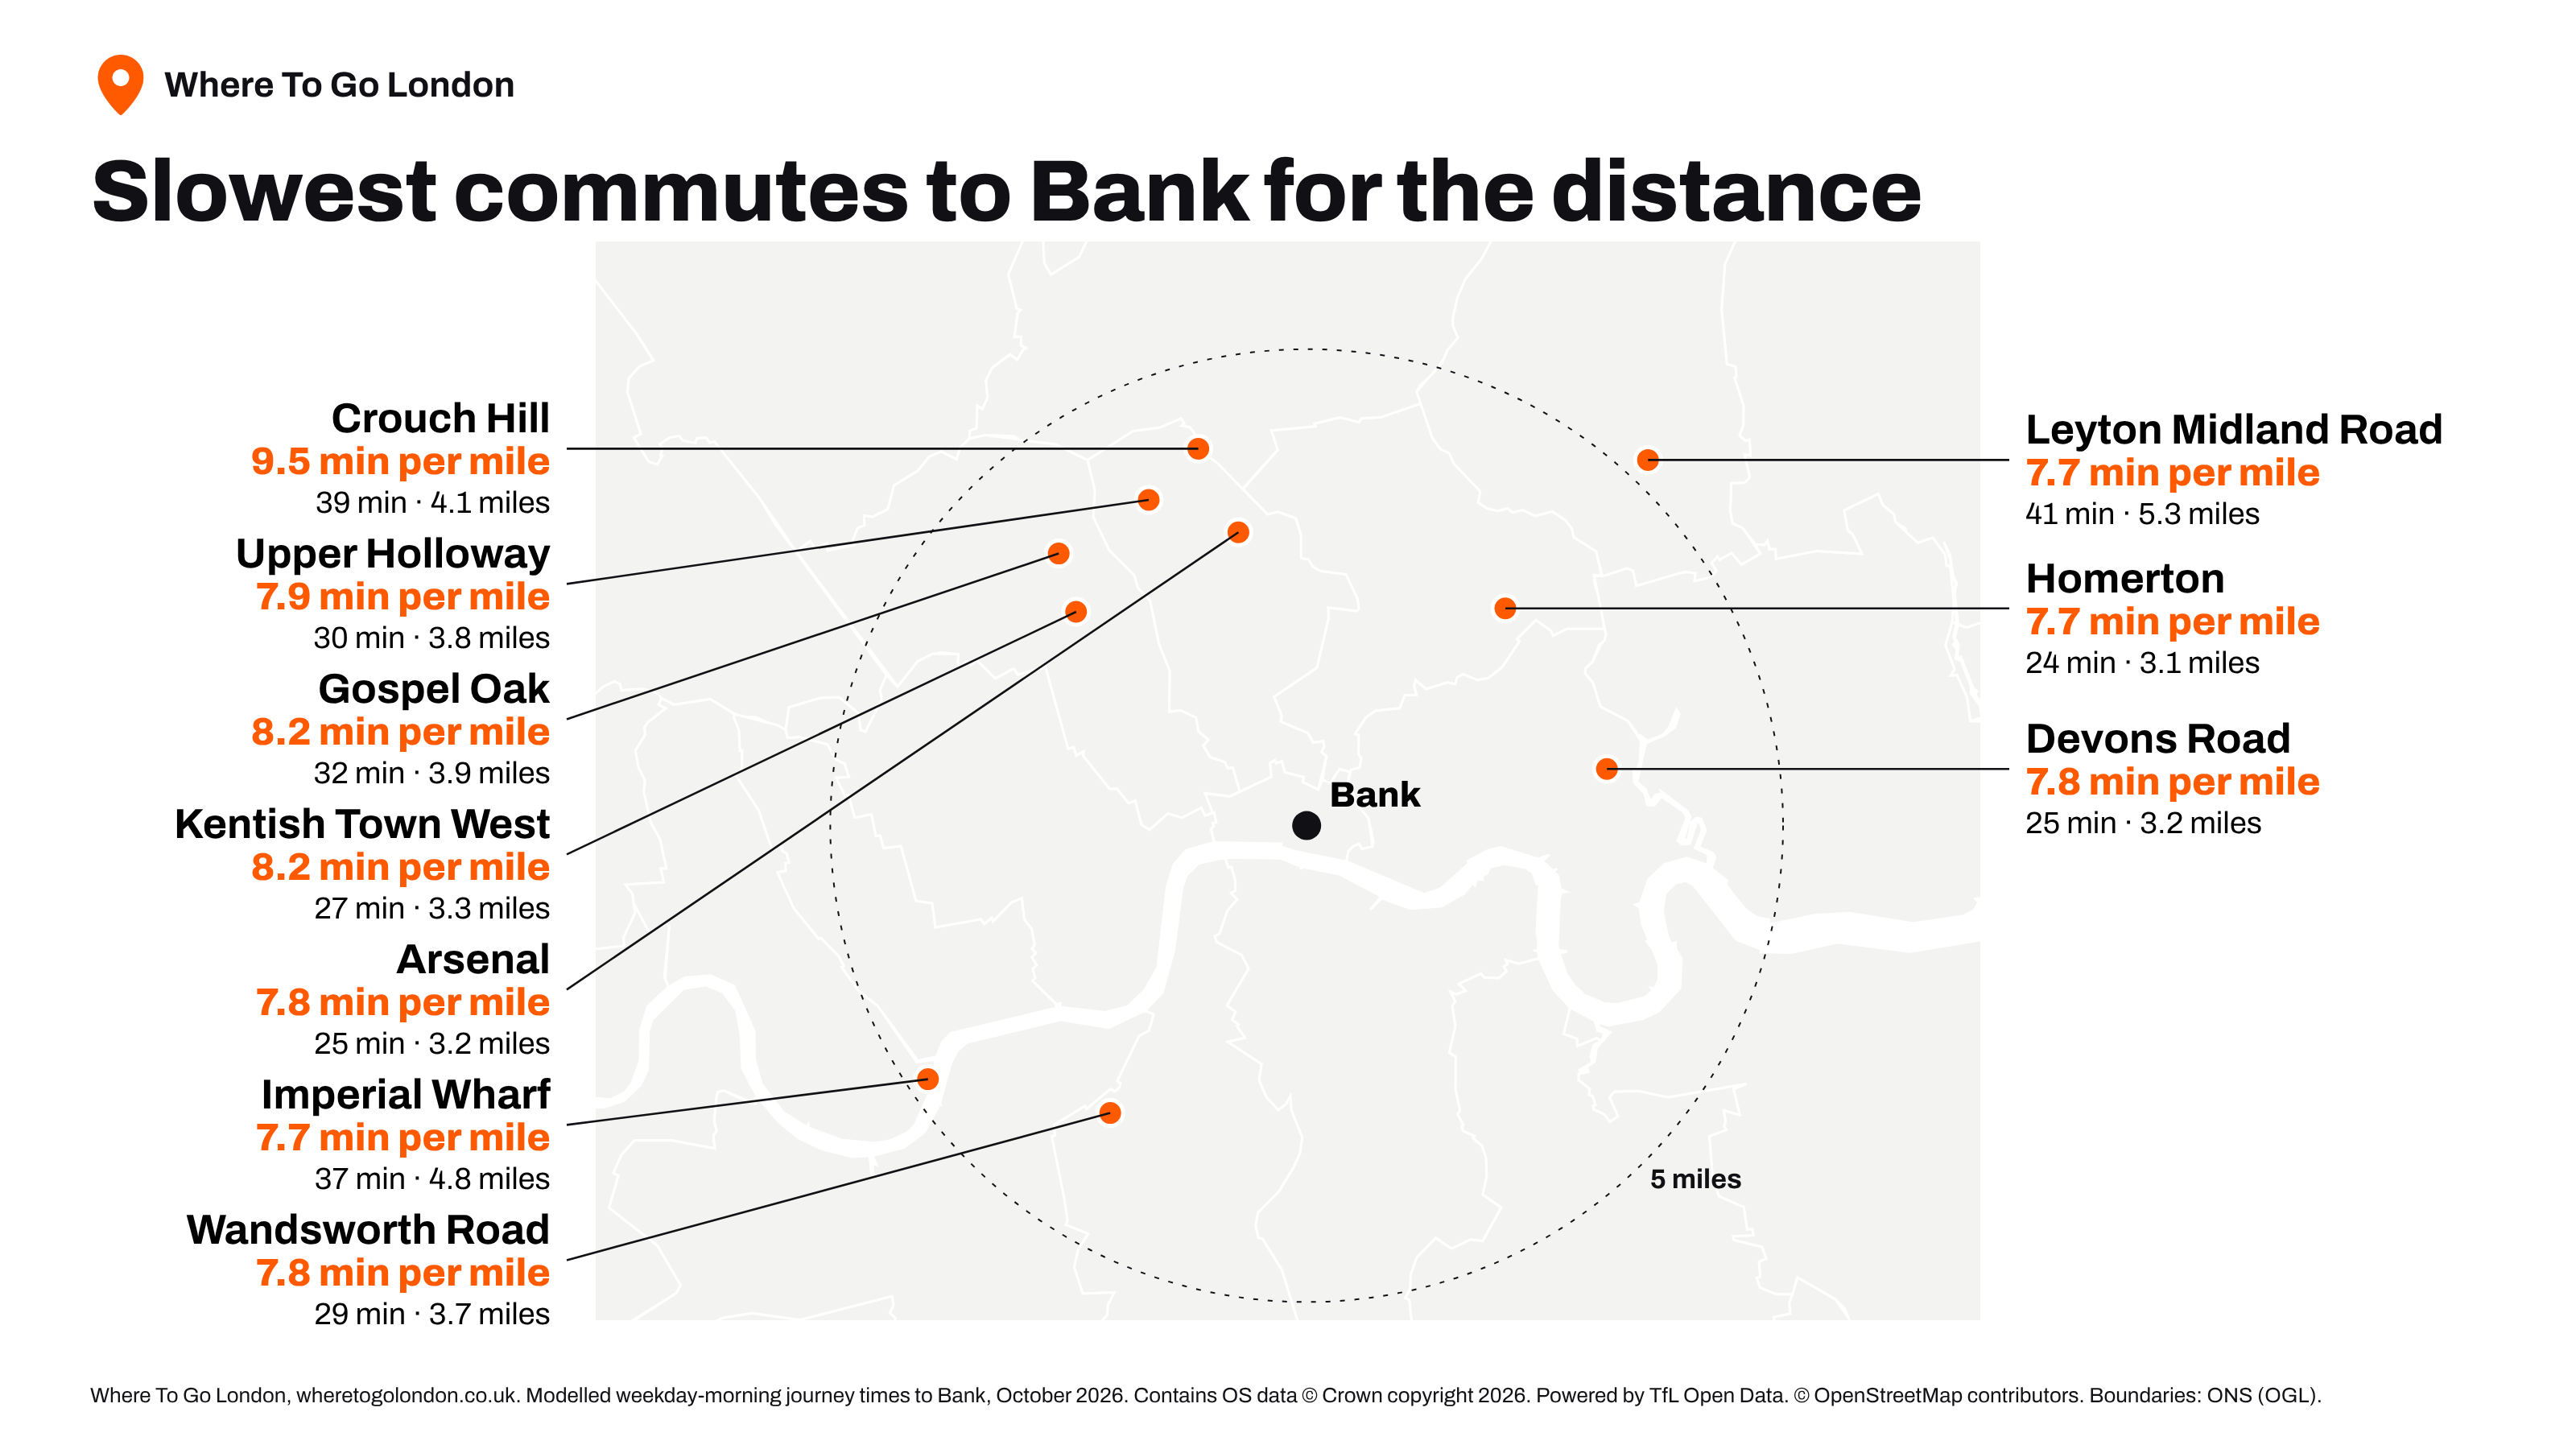 Where To Go London
Slowest commutes to Bank for the distance
Crouch Hill
9.5 min per mile
39 min · 4.1 miles
Upper Holloway
7.9 min per mile
30 min · 3.8 miles
Gospel Oak
8.2 min per mile
32 min · 3.9 miles
Kentish Town West
8.2 min per mile
27 min · 3.3 miles
Arsenal
7.8 min per mile
25 min · 3.2 miles
Imperial Wharf
7.7 min per mile
37 min · 4.8 miles
Wandsworth Road
7.8 min per mile
29 min · 3.7 miles
Bank
5 miles
Leyton Midland Road
7.7 min per mile
41 min · 5.3 miles
Homerton
7.7 min per mile
24 min · 3.1 miles
Devons Road
7.8 min per mile
25 min · 3.2 miles
Where To Go London, wheretogolondon.co.uk. Modelled weekday-morning journey times to Bank, October 2026. Contains OS data © Crown copyright 2026. Powered by TfL Open Data. © OpenStreetMap contributors. Boundaries: ONS (OGL).